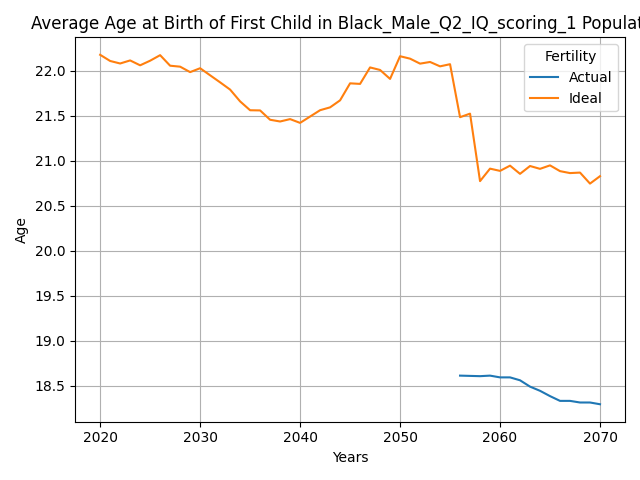 Average Age at Birth of First Child in Black_Male_Q2_IQ_scoring_1 Populat
Fertility
Actual
Ideal
22.0
21.5
21.0
20.5
20.0
19.5
19.0
18.5
Age
2020 2030 2040 2050 2060 2070
Years